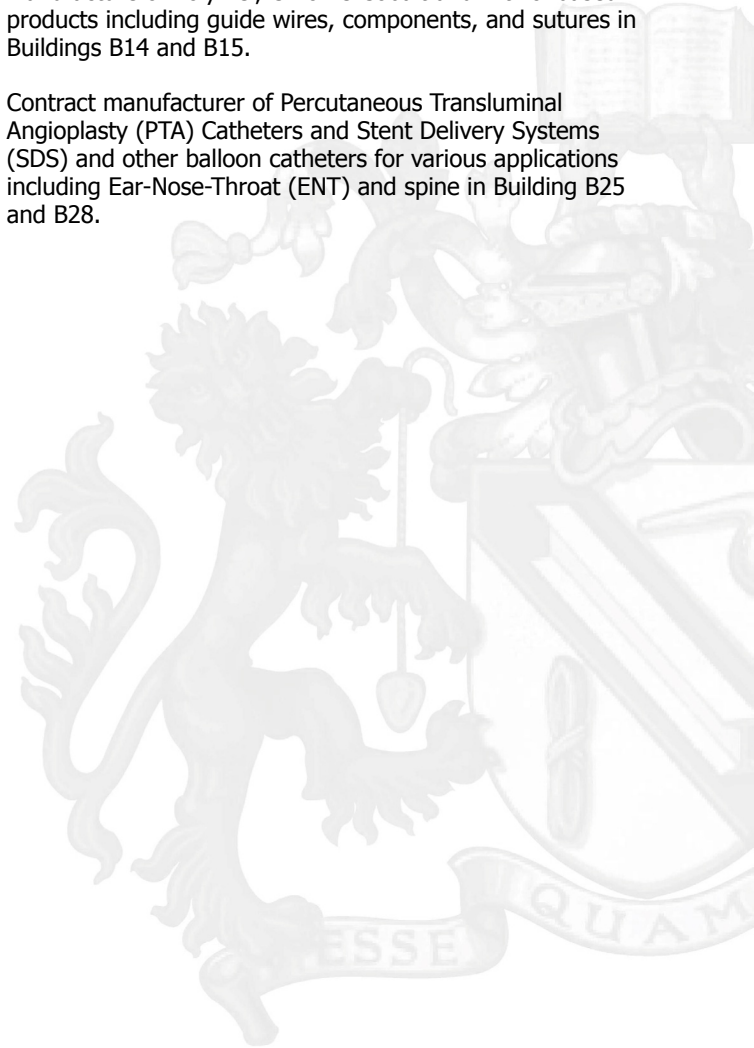 products including guide wires, components, and sutures in
Buildings B14 and B15.
Contract manufacturer of Percutaneous Transluminal
Angioplasty (PTA) Catheters and Stent Delivery Systems
(SDS) and other balloon catheters for various applications
including Ear-Nose-Throat (ENT) and spine in Building B25
and B28.
ESSE QUAM